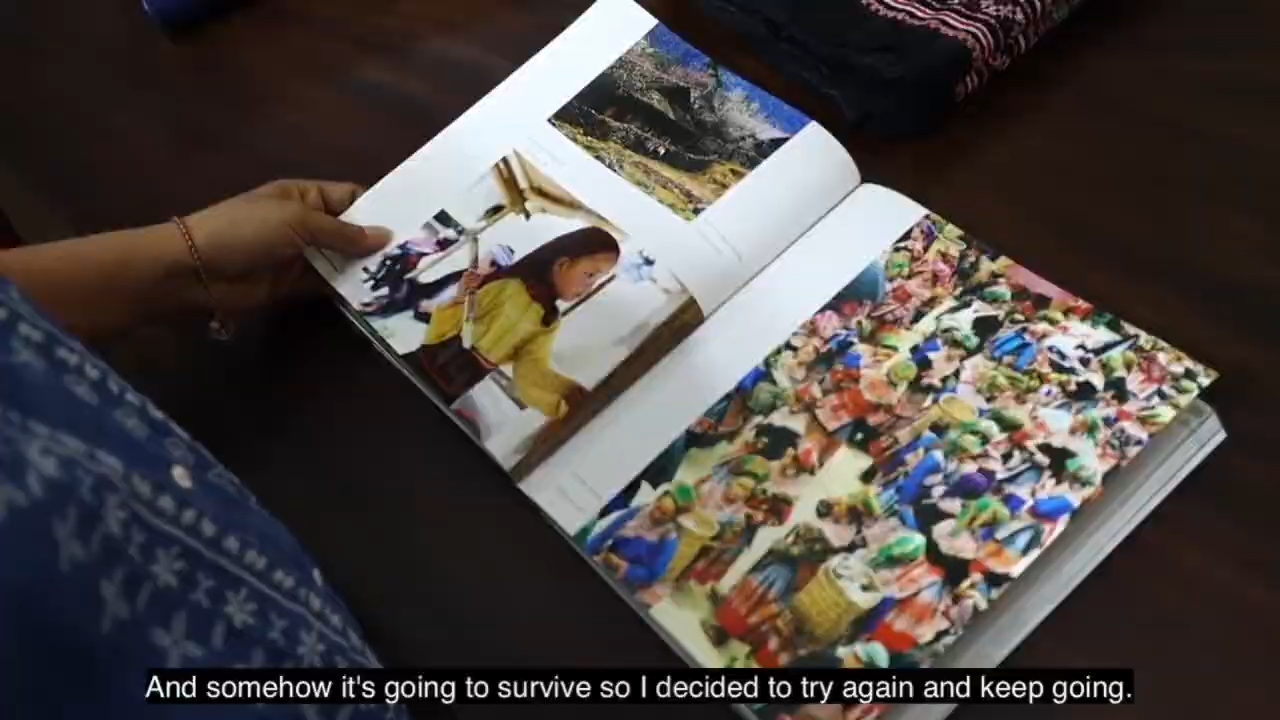 And somehow it's going to survive so I decided to try again and keep going.